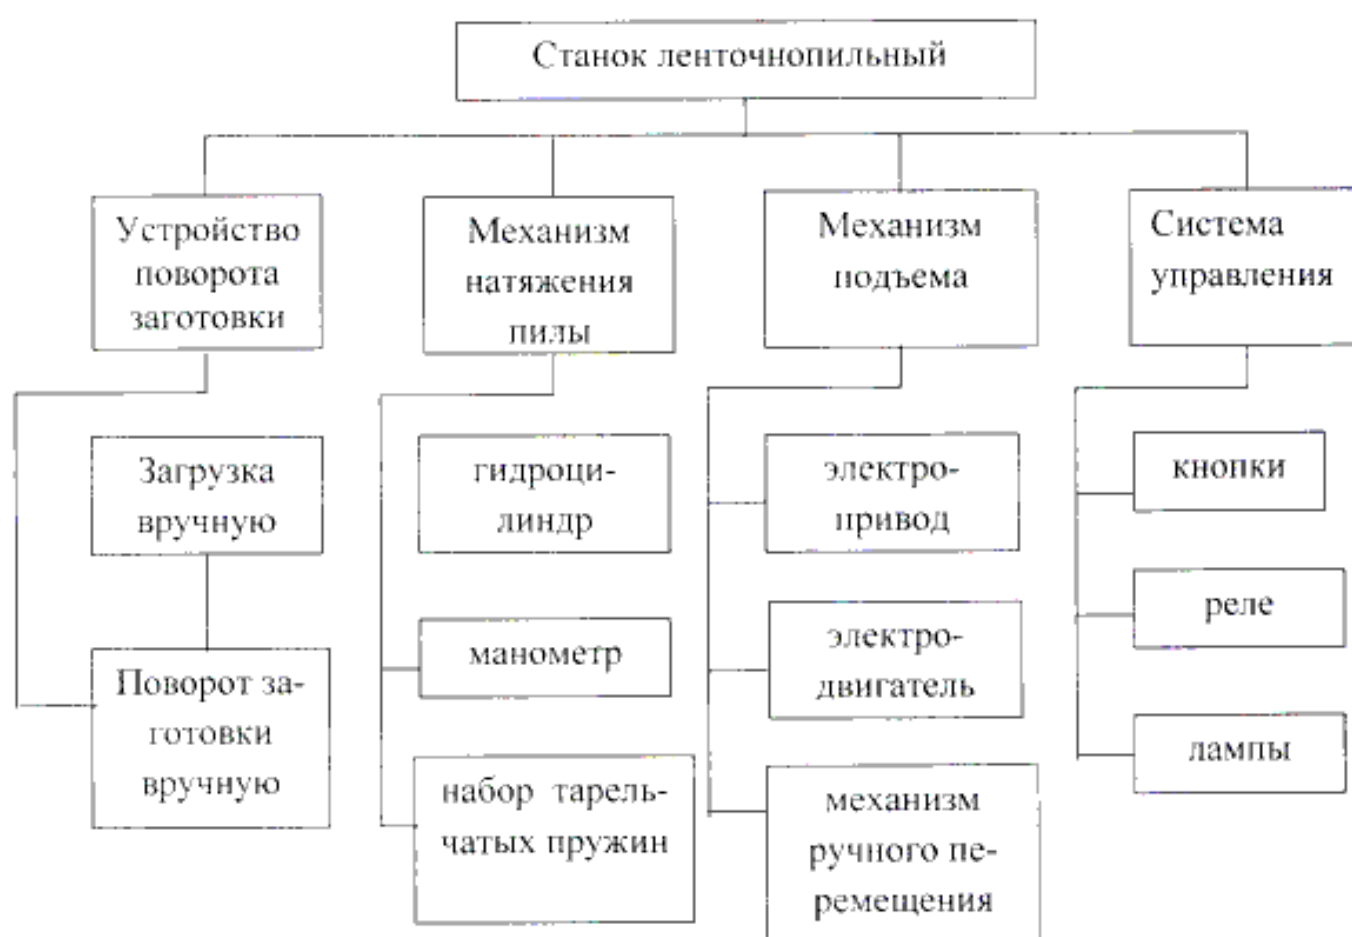 Станок ленточнопильный
Устройство
поворота
заготовки
Механизм
натяжения
пилы
Механизм
подъема
Система
управления
Загрузка
вручную
гидроци-
линдр
электро-
привод
кнопки
Поворот за-
готовки
вручную
манометр
электро-
двигатель
реле
набор тарель-
чатых пружин
механизм
ручного пе-
ремещения
лампы